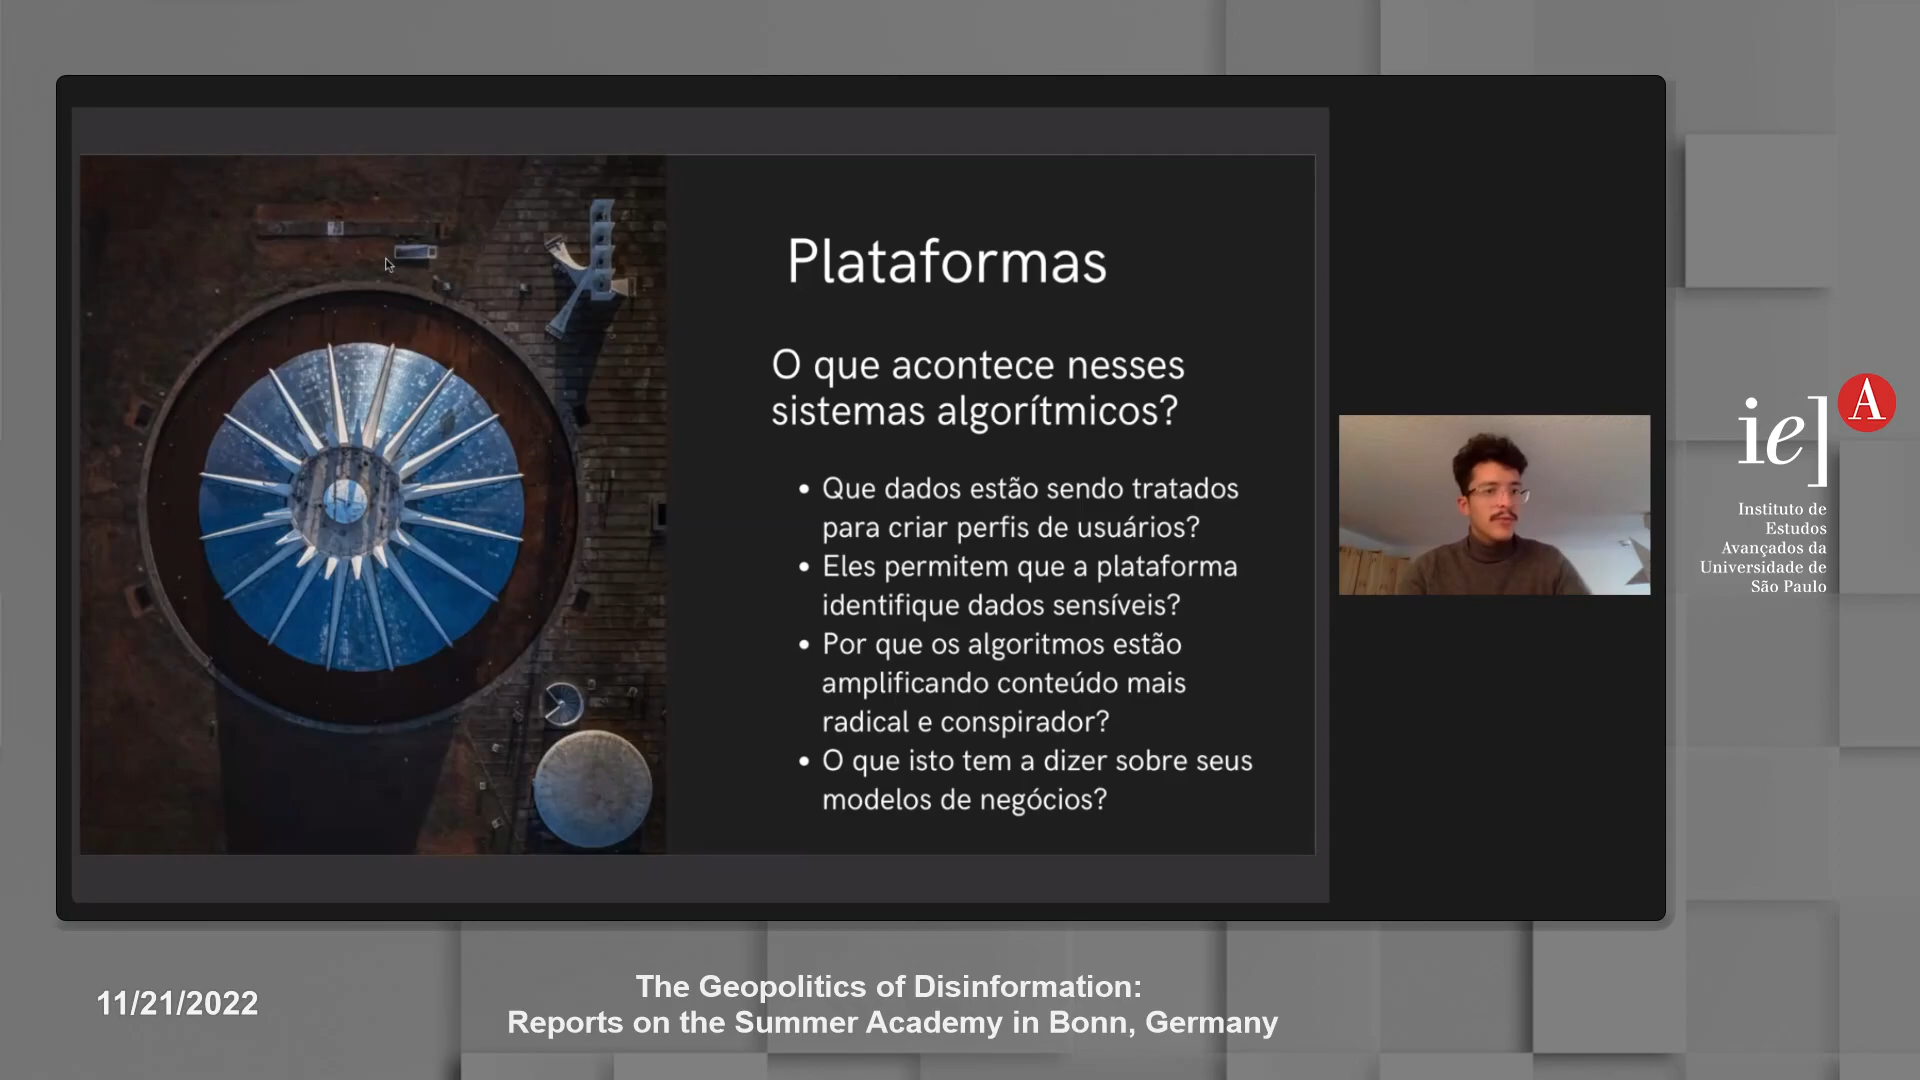 Plataformas
O que acontece nesses
sistemas algorítmicos?
• Que dados estão sendo tratados
para criar perfis de usuários?
• Eles permitem que a plataforma
identifique dados sensíveis?
• Por que os algoritmos estão
amplificando conteúdo mais
radical e conspirador?
• O que isto tem a dizer sobre seus
modelos de negócios?
ie] A
Instituto de
Estudos
Avançados da
Universidade de
São Paulo
11/21/2022
The Geopolitics of Disinformation:
Reports on the Summer Academy in Bonn, Germany